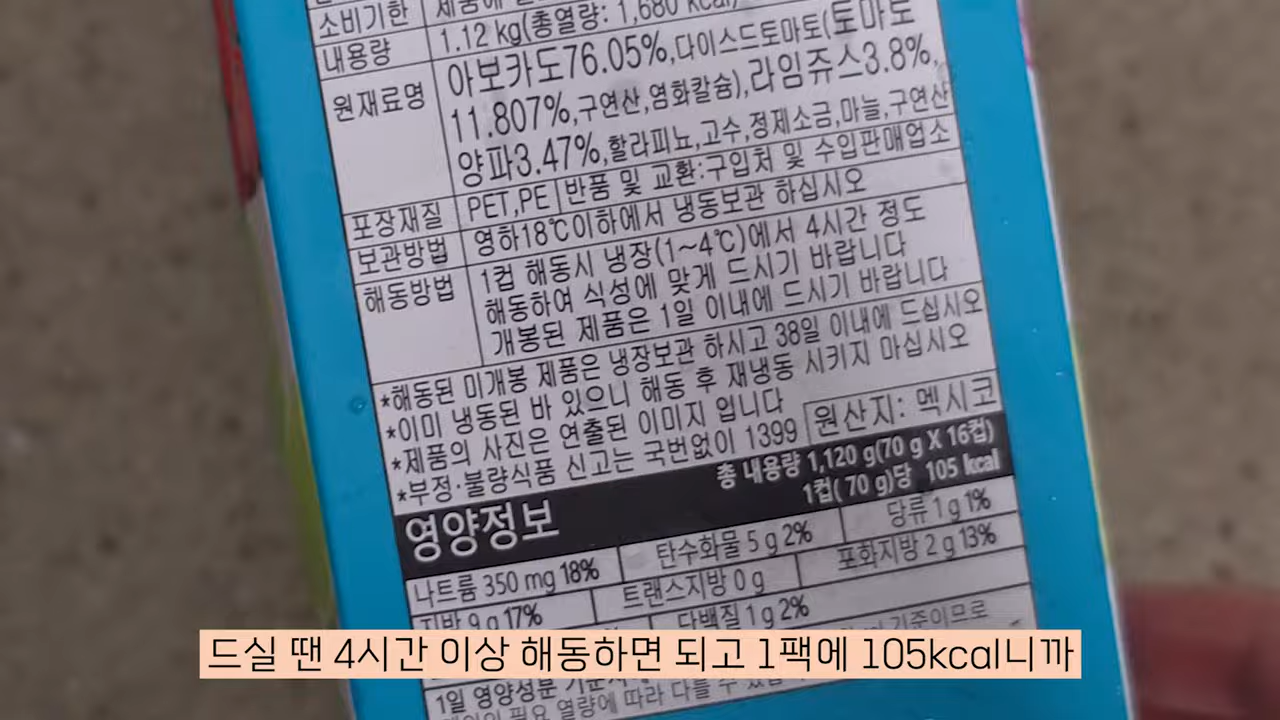 소비기한 제품에
내용량 1.12 kg(총열량: 1,680 kcal)
원재료명 아보카도76.05%,다이스드토마토(토마토
11.807%,구연산,염화칼슘),라임쥬스3.8%,
양파3.47%,할라피뇨,고수,정제소금,마늘,구연산
포장재질 PET,PE 반품 및 교환:구입처 및 수입판매업소
보관방법 영하18℃이하에서 냉동보관 하십시오
해동방법 1컵 해동시 냉장(1~4℃)에서 4시간 정도
해동하여 식성에 맞게 드시기 바랍니다
개봉된 제품은 1일 이내에 드시기 바랍니다
*해동된 미개봉 제품은 냉장보관 하시고 38일 이내에 드십시오
*이미 냉동된 바 있으니 해동 후 재냉동 시키지 마십시오
*제품의 사진은 연출된 이미지 입니다
*부정·불량식품 신고는 국번없이 1399 원산지: 멕시코
영양정보 총 내용량 1,120 g(70 g X 16컵)
1컵( 70 g)당 105 kcal
나트륨 350 mg 18% 탄수화물 5 g 2% 당류 1 g 1%
지방 9 g 17% 트랜스지방 0 g 포화지방 2 g 13%
단백질 1 g 2%
기준이므로
드실 땐 4시간 이상 해동하면 되고 1팩에 105kcal니까
1일 영양성분
필요 열량에 따라 다를 수